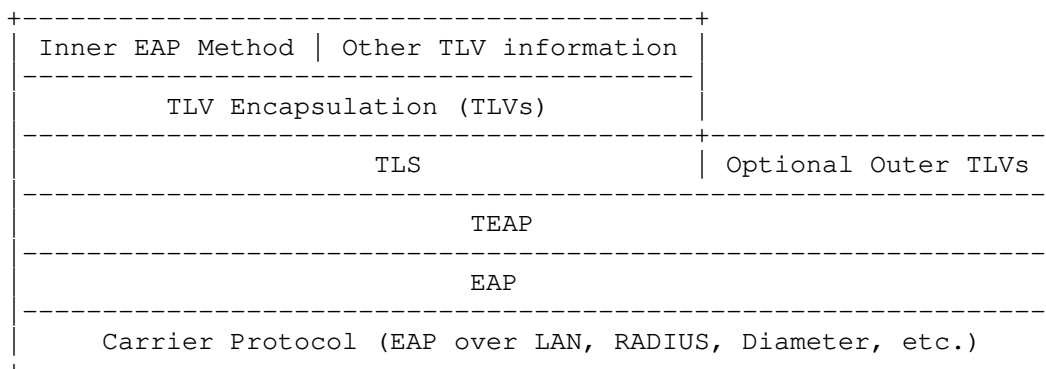 Inner EAP Method | Other TLV information
TLV Encapsulation (TLVs)
TLS | Optional Outer TLVs
TEAP
EAP
Carrier Protocol (EAP over LAN, RADIUS, Diameter, etc.)